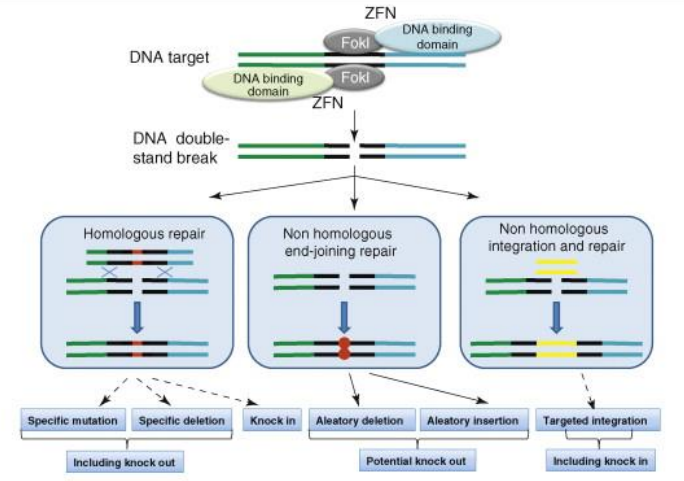 ZFN
FokI
DNA binding
domain
DNA target
DNA binding
domain
FokI
ZFN
DNA double-
stand break
Homologous repair
Non homologous
end-joining repair
Non homologous
integration and repair
Specific mutation
Specific deletion
Knock in
Aleatory deletion
Aleatory insertion
Targeted integration
Including knock out
Potential knock out
Including knock in